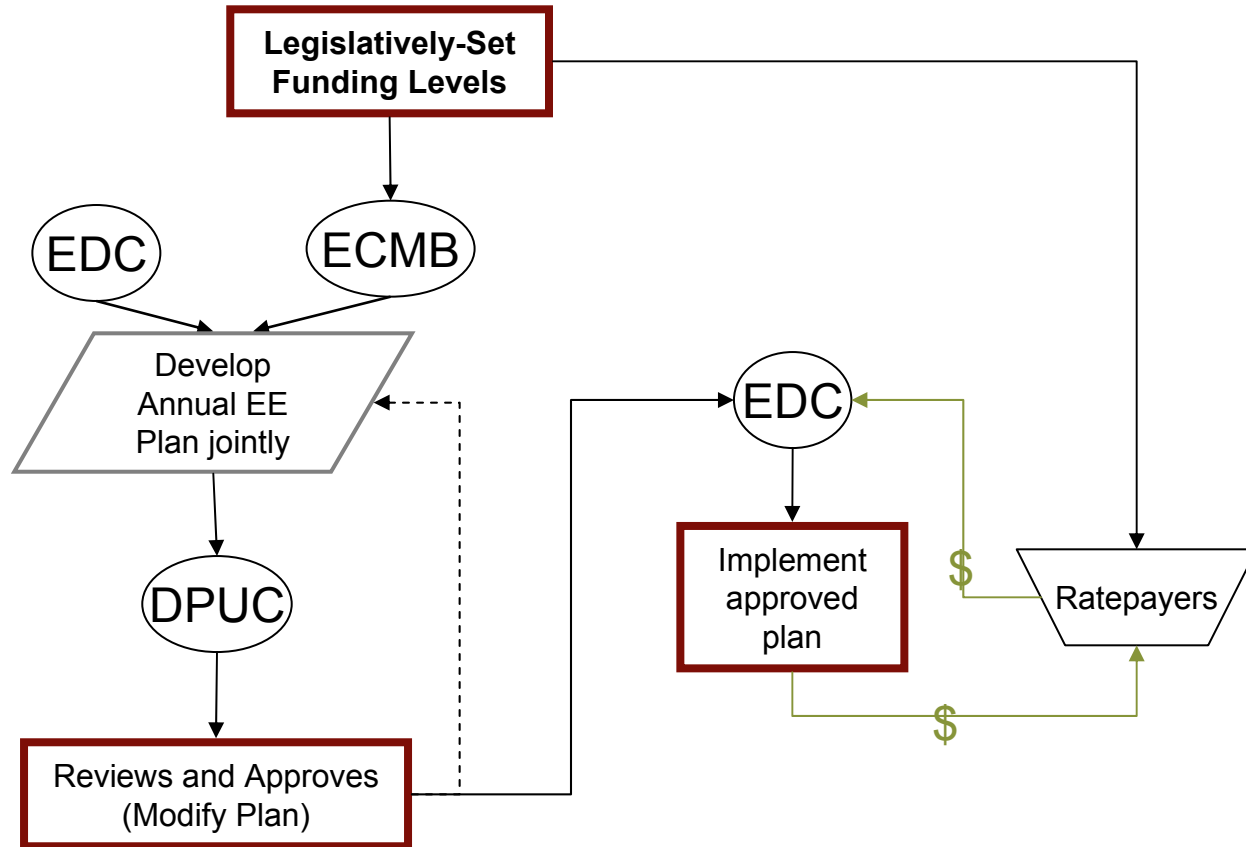 Legislatively-Set
Funding Levels
EDC
ECMB
Develop
Annual EE
Plan jointly
EDC
DPUC
Implement
approved
plan
$
Ratepayers
$
Reviews and Approves
(Modify Plan)